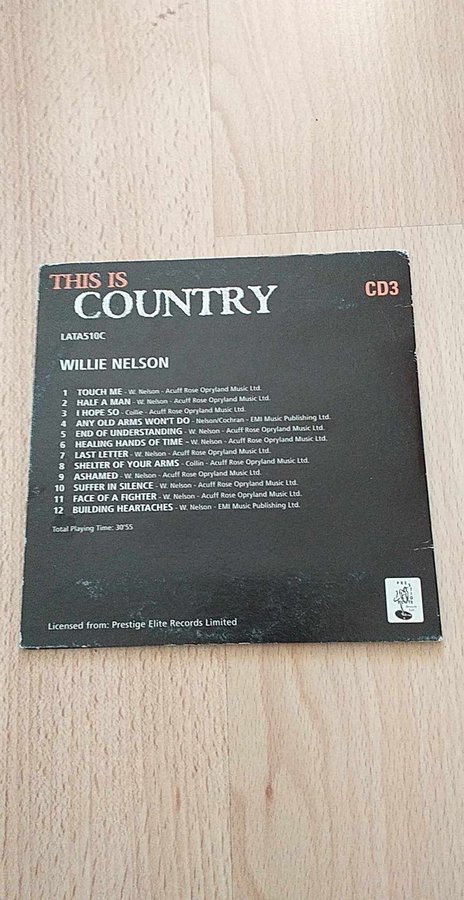 THIS IS
COUNTRY
CD3
LATA510C
WILLIE NELSON
1 TOUCH ME - W. Nelson - Acuff Rose Opryland Music Ltd.
2 HALF A MAN - W. Nelson - Acuff Rose Opryland Music Ltd.
3 I HOPE SO - Collie - Acuff Rose Opryland Music Ltd.
4 ANY OLD ARMS WON'T DO - Nelson/Cochran - EMI Music Publishing Ltd.
5 END OF UNDERSTANDING - W. Nelson - Acuff Rose Opryland Music Ltd.
6 HEALING HANDS OF TIME - W. Nelson - Acuff Rose Opryland Music Ltd.
7 LAST LETTER - W. Nelson - Acuff Rose Opryland Music Ltd.
8 SHELTER OF YOUR ARMS - Collin - Acuff Rose Opryland Music Ltd.
9 ASHAMED - W. Nelson - Acuff Rose Opryland Music Ltd.
10 SUFFER IN SILENCE - W. Nelson - Acuff Rose Opryland Music Ltd.
11 FACE OF A FIGHTER - W. Nelson - Acuff Rose Opryland Music Ltd.
12 BUILDING HEARTACHES - W. Nelson - EMI Music Publishing Ltd.
Total Playing Time: 30'55
Licensed from: Prestige Elite Records Limited